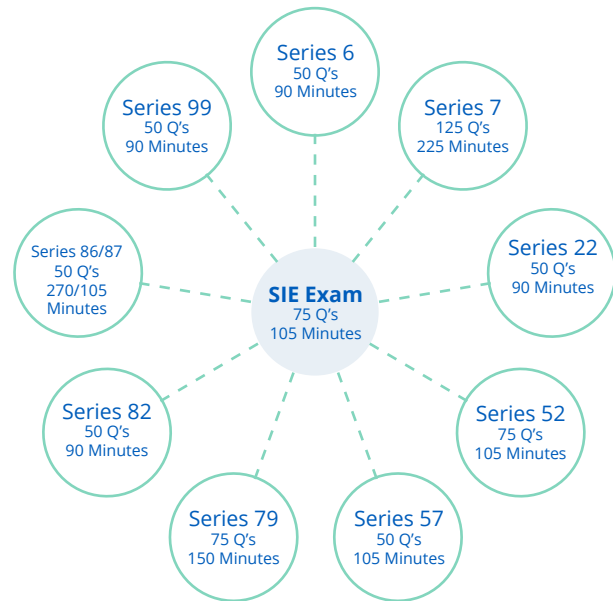 Series 6
50 Q's
90 Minutes
Series 7
125 Q's
225 Minutes
Series 22
50 Q's
90 Minutes
Series 52
75 Q's
105 Minutes
Series 57
50 Q's
105 Minutes
Series 79
75 Q's
150 Minutes
Series 82
50 Q's
90 Minutes
Series 86/87
50 Q's
270/105
Minutes
Series 99
50 Q's
90 Minutes
SIE Exam
75 Q's
105 Minutes